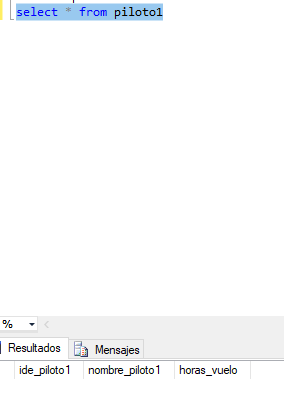 select * from piloto1
%
Resultados Mensajes
ide_piloto1 nombre_piloto1 horas_vuelo